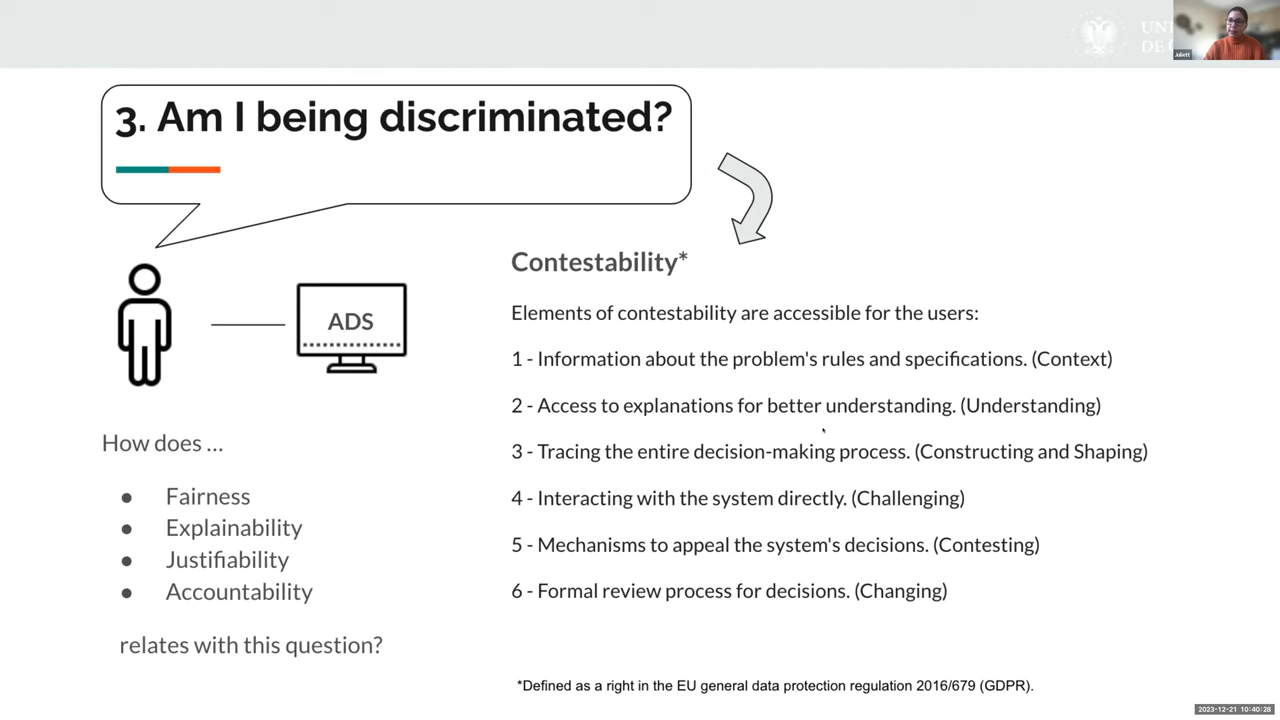 UNI
DE
Juliett
3. Am I being discriminated?
ADS
How does ...
● Fairness
● Explainability
● Justifiability
● Accountability
relates with this question?
Contestability*
Elements of contestability are accessible for the users:
1 - Information about the problem's rules and specifications. (Context)
2 - Access to explanations for better understanding. (Understanding)
3 - Tracing the entire decision-making process. (Constructing and Shaping)
4 - Interacting with the system directly. (Challenging)
5 - Mechanisms to appeal the system's decisions. (Contesting)
6 - Formal review process for decisions. (Changing)
*Defined as a right in the EU general data protection regulation 2016/679 (GDPR).
2023-12-21 10:40:28